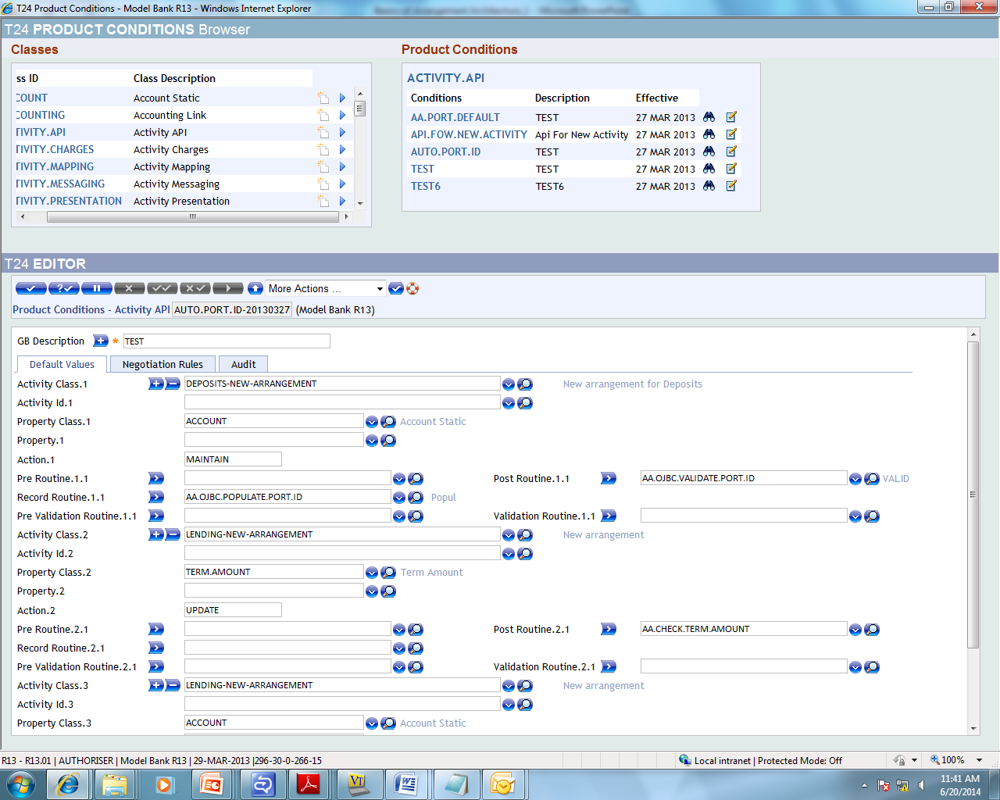 T24 Product Conditions - Model Bank R13 - Windows Internet Explorer
T24 PRODUCT CONDITIONS Browser
Classes
ss ID Class Description
COUNT Account Static
COUNTING Accounting Link
TIVITY.API Activity API
TIVITY.CHARGES Activity Charges
TIVITY.MAPPING Activity Mapping
TIVITY.MESSAGING Activity Messaging
TIVITY.PRESENTATION Activity Presentation
Product Conditions
ACTIVITY.API
Conditions Description Effective
AA.PORT.DEFAULT TEST 27 MAR 2013
API.FOW.NEW.ACTIVITY Api For New Activity 27 MAR 2013
AUTO.PORT.ID TEST 27 MAR 2013
TEST TEST 27 MAR 2013
TEST6 TEST6 27 MAR 2013
T24 EDITOR
More Actions ...
Product Conditions - Activity API AUTO.PORT.ID-20130327 (Model Bank R13)
GB Description * TEST
Default Values Negotiation Rules Audit
Activity Class.1 DEPOSITS-NEW-ARRANGEMENT New arrangement for Deposits
Activity Id.1
Property Class.1 ACCOUNT Account Static
Property.1
Action.1 MAINTAIN
Pre Routine.1.1 Post Routine.1.1 AA.OJBC.VALIDATE.PORT.ID VALID
Record Routine.1.1 AA.OJBC.POPULATE.PORT.ID Popul
Pre Validation Routine.1.1 Validation Routine.1.1
Activity Class.2 LENDING-NEW-ARRANGEMENT New arrangement
Activity Id.2
Property Class.2 TERM.AMOUNT Term Amount
Property.2
Action.2 UPDATE
Pre Routine.2.1 Post Routine.2.1 AA.CHECK.TERM.AMOUNT
Record Routine.2.1
Pre Validation Routine.2.1 Validation Routine.2.1
Activity Class.3 LENDING-NEW-ARRANGEMENT New arrangement
Activity Id.3
Property Class.3 ACCOUNT Account Static
R13 - R13.01 | AUTHORISER | Model Bank R13 | 29-MAR-2013 |296-30-0-266-15 Local intranet | Protected Mode: Off 100%
11:41 AM
6/20/2014